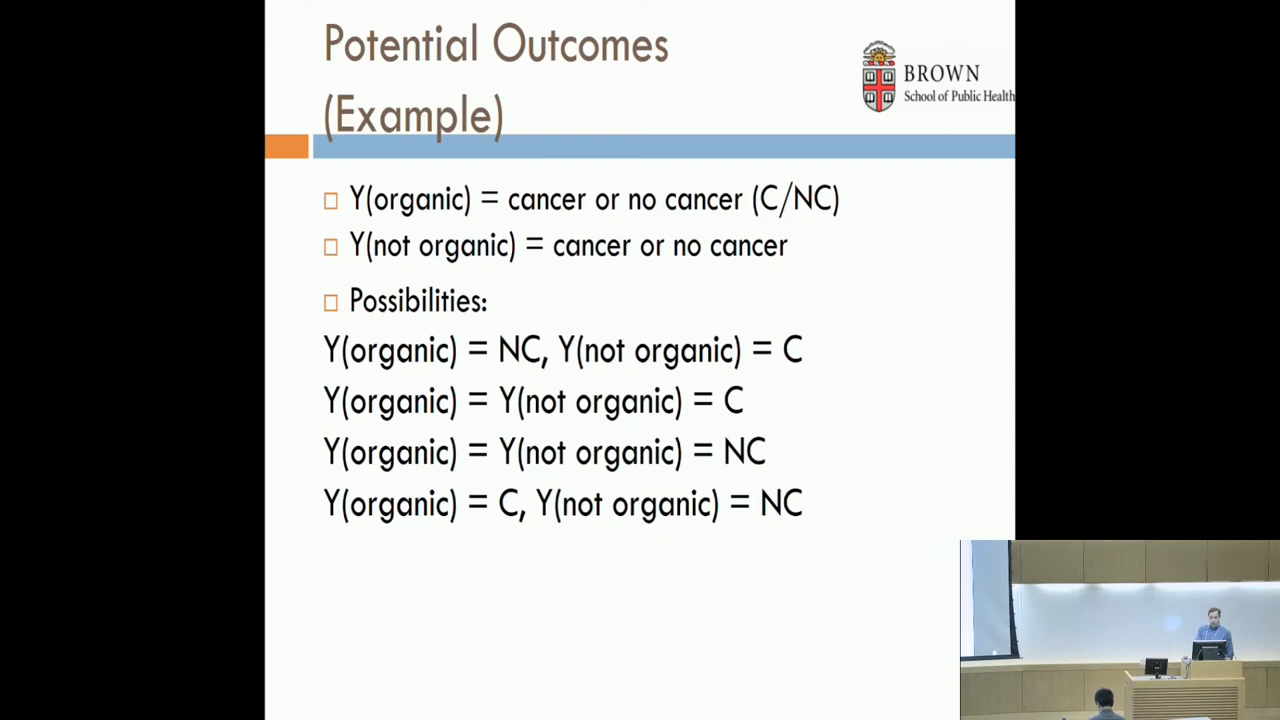 Potential Outcomes
(Example)
BROWN
School of Public Health
Y(organic) = cancer or no cancer (C/NC)
Y(not organic) = cancer or no cancer
Possibilities:
Y(organic) = NC, Y(not organic) = C
Y(organic) = Y(not organic) = C
Y(organic) = Y(not organic) = NC
Y(organic) = C, Y(not organic) = NC